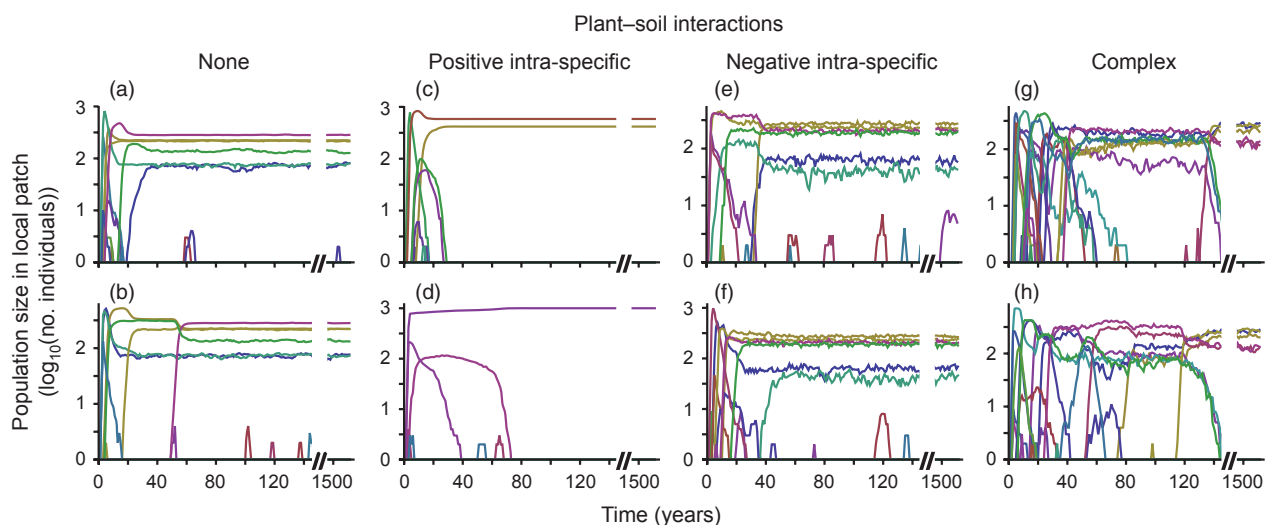 Plant–soil interactions
None
Positive intra-specific
Negative intra-specific
Complex
(a)
(c)
(e)
(g)
3
2
1
0
3
2
1
0
2
1
0
2
1
0
Population size in local patch
(log10(no. individuals))
(b)
(d)
(f)
(h)
2
1
0
3
2
1
0
3
2
1
0
2
1
0
0 40 80 120 1500
0 40 80 120 1500
0 40 80 120 1500
0 40 80 120 1500
Time (years)